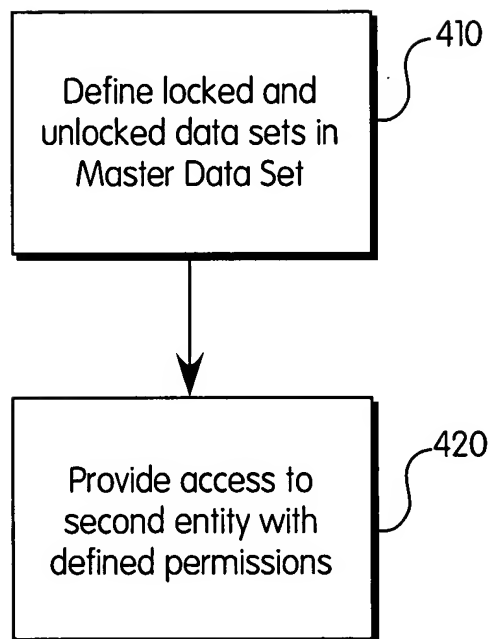 410
Define locked and
unlocked data sets in
Master Data Set
420
Provide access to
second entity with
defined permissions